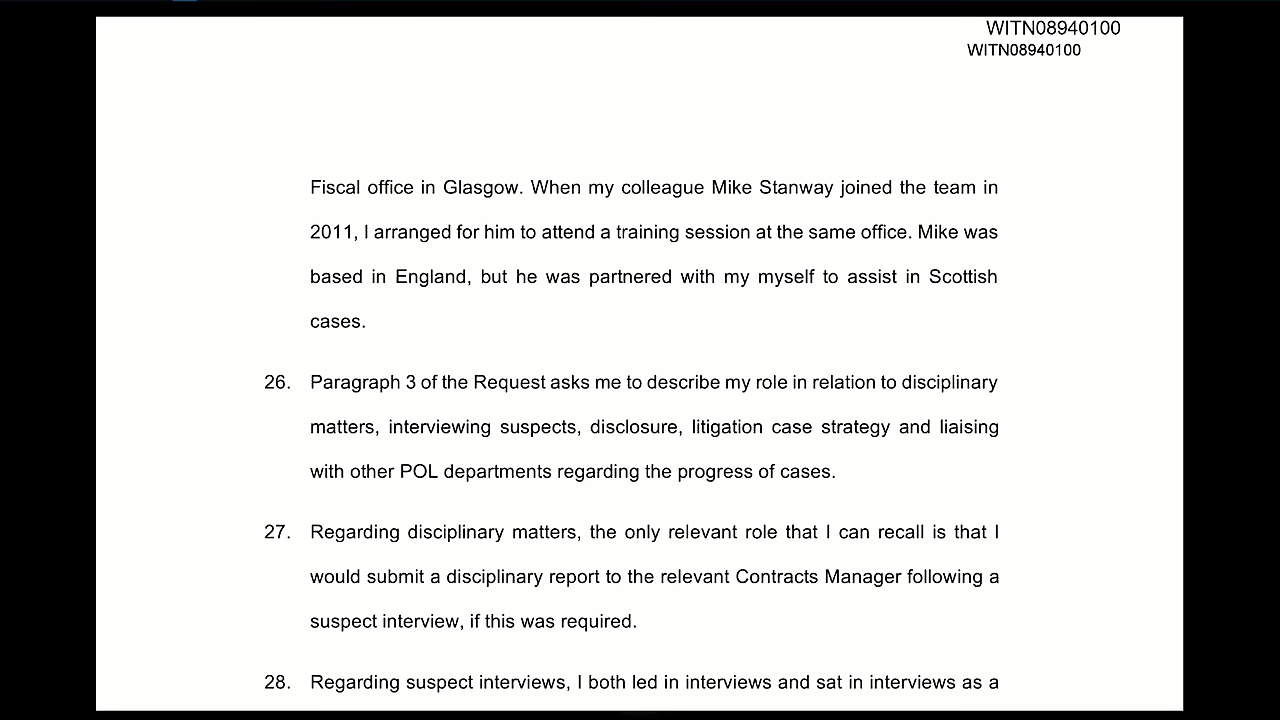 WITN08940100
WITN08940100
Fiscal office in Glasgow. When my colleague Mike Stanway joined the team in
2011, I arranged for him to attend a training session at the same office. Mike was
based in England, but he was partnered with my myself to assist in Scottish
cases.
26. Paragraph 3 of the Request asks me to describe my role in relation to disciplinary
matters, interviewing suspects, disclosure, litigation case strategy and liaising
with other POL departments regarding the progress of cases.
27. Regarding disciplinary matters, the only relevant role that I can recall is that I
would submit a disciplinary report to the relevant Contracts Manager following a
suspect interview, if this was required.
28. Regarding suspect interviews, I both led in interviews and sat in interviews as a